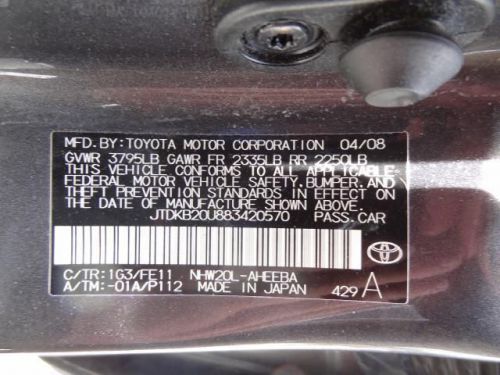 MFD.BY:TOYOTA MOTOR CORPORATION 04/08
GVWR 3795LB GAWR FR 2335LB RR 2250LB
THIS VEHICLE CONFORMS TO ALL APPLICABLE
FEDERAL MOTOR VEHICLE SAFETY,BUMPER,AND
THEFT PREVENTION STANDARDS IN EFFECT ON
THE DATE OF MANUFACTURE SHOWN ABOVE.
JTDKB20U883420570 PASS.CAR
C/TR:1G3/FE11 NHW20L-AHEEBA
A/TM:-01A/P112 MADE IN JAPAN 429 A